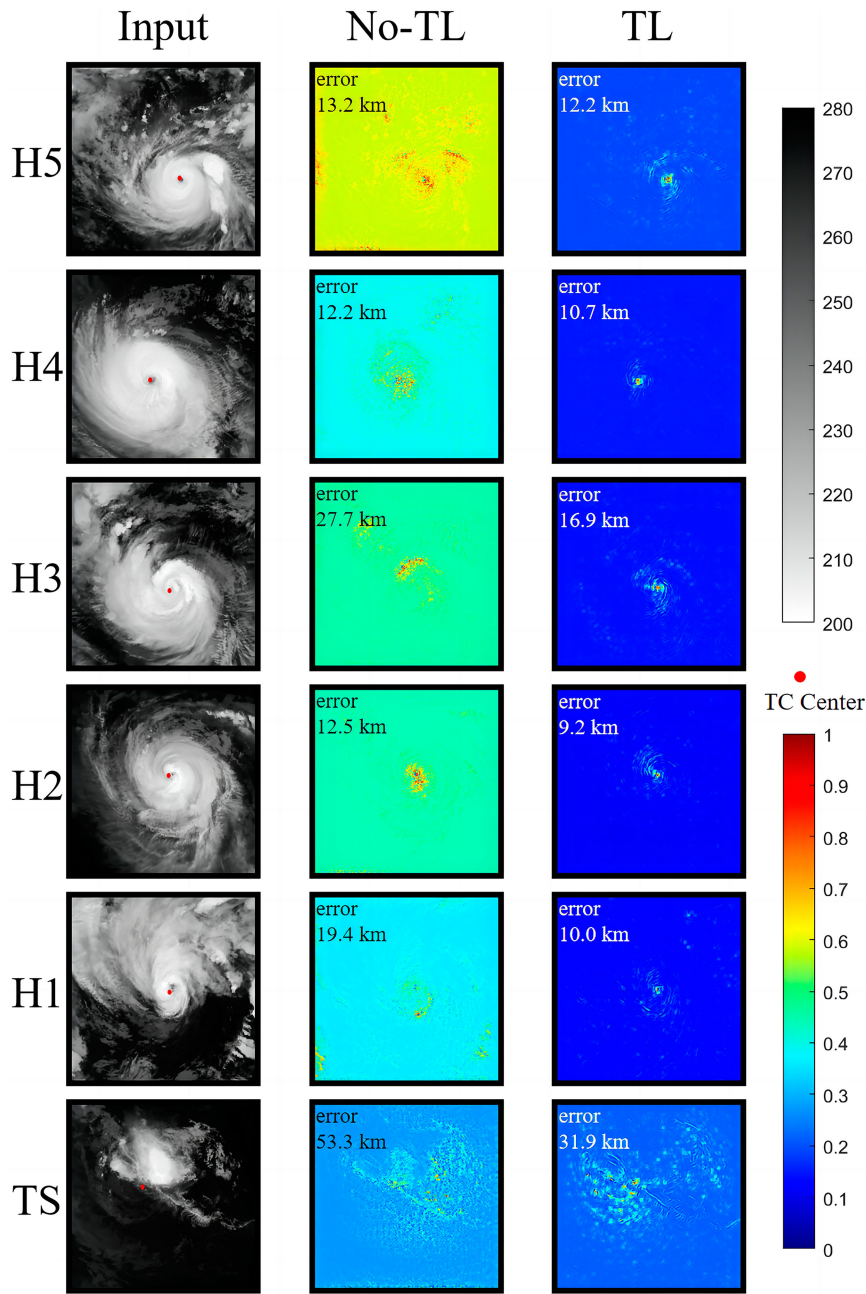 Input No-TL TL
H5
error
13.2 km
error
12.2 km
H4
error
12.2 km
error
10.7 km
H3
error
27.7 km
error
16.9 km
H2
error
12.5 km
error
9.2 km
H1
error
19.4 km
error
10.0 km
TS
error
53.3 km
error
31.9 km
280
270
260
250
240
230
220
210
200
TC Center
1
0.9
0.8
0.7
0.6
0.5
0.4
0.3
0.2
0.1
0